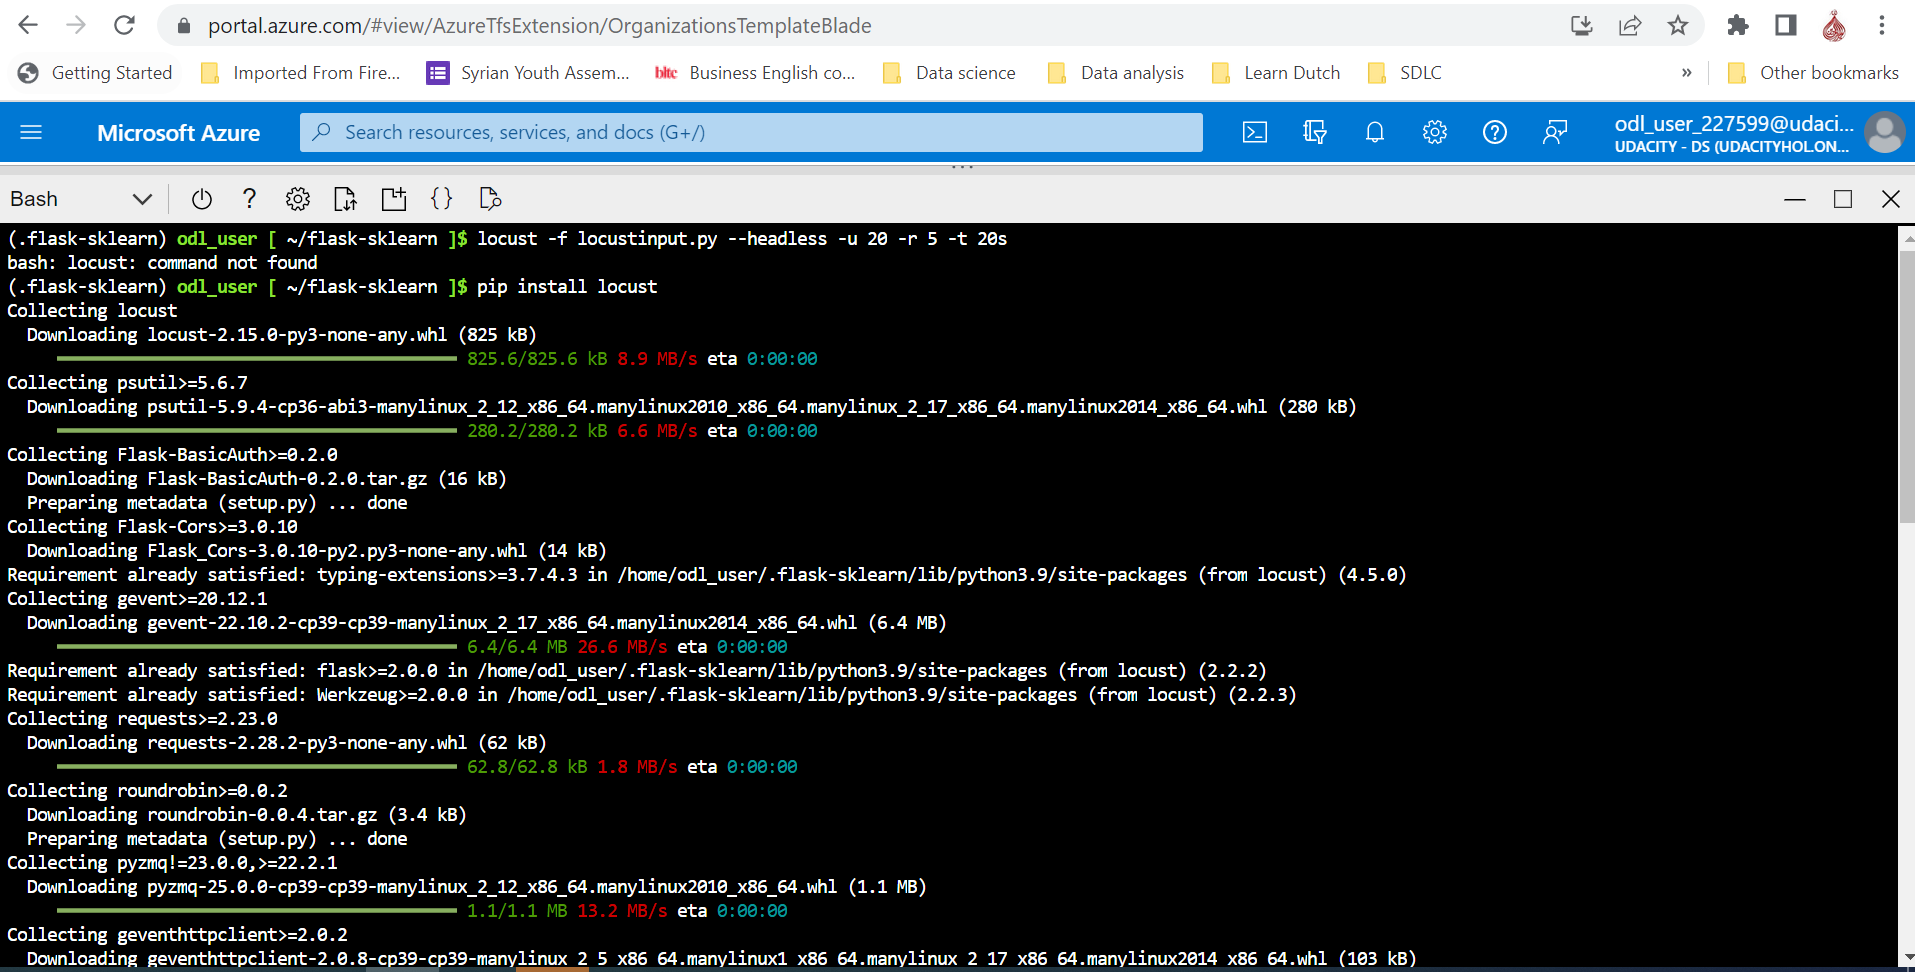 portal.azure.com/#view/AzureTfsExtension/OrganizationsTemplateBlade
Getting Started Imported From Fire... Syrian Youth Assem... bltc Business English co... Data science Data analysis Learn Dutch SDLC » Other bookmarks
Microsoft Azure Search resources, services, and docs (G+/) odl_user_227599@udaci...
UDACITY - DS (UDACITYHOL.ON...
Bash
(.flask-sklearn) odl_user [ ~/flask-sklearn ]$ locust -f locustinput.py --headless -u 20 -r 5 -t 20s
bash: locust: command not found
(.flask-sklearn) odl_user [ ~/flask-sklearn ]$ pip install locust
Collecting locust
Downloading locust-2.15.0-py3-none-any.whl (825 kB)
825.6/825.6 kB 8.9 MB/s eta 0:00:00
Collecting psutil>=5.6.7
Downloading psutil-5.9.4-cp36-abi3-manylinux_2_12_x86_64.manylinux2010_x86_64.manylinux_2_17_x86_64.manylinux2014_x86_64.whl (280 kB)
280.2/280.2 kB 6.6 MB/s eta 0:00:00
Collecting Flask-BasicAuth>=0.2.0
Downloading Flask-BasicAuth-0.2.0.tar.gz (16 kB)
Preparing metadata (setup.py) ... done
Collecting Flask-Cors>=3.0.10
Downloading Flask_Cors-3.0.10-py2.py3-none-any.whl (14 kB)
Requirement already satisfied: typing-extensions>=3.7.4.3 in /home/odl_user/.flask-sklearn/lib/python3.9/site-packages (from locust) (4.5.0)
Collecting gevent>=20.12.1
Downloading gevent-22.10.2-cp39-cp39-manylinux_2_17_x86_64.manylinux2014_x86_64.whl (6.4 MB)
6.4/6.4 MB 26.6 MB/s eta 0:00:00
Requirement already satisfied: flask>=2.0.0 in /home/odl_user/.flask-sklearn/lib/python3.9/site-packages (from locust) (2.2.2)
Requirement already satisfied: Werkzeug>=2.0.0 in /home/odl_user/.flask-sklearn/lib/python3.9/site-packages (from locust) (2.2.3)
Collecting requests>=2.23.0
Downloading requests-2.28.2-py3-none-any.whl (62 kB)
62.8/62.8 kB 1.8 MB/s eta 0:00:00
Collecting roundrobin>=0.0.2
Downloading roundrobin-0.0.4.tar.gz (3.4 kB)
Preparing metadata (setup.py) ... done
Collecting pyzmq!=23.0.0,>=22.2.1
Downloading pyzmq-25.0.0-cp39-cp39-manylinux_2_12_x86_64.manylinux2010_x86_64.whl (1.1 MB)
1.1/1.1 MB 13.2 MB/s eta 0:00:00
Collecting geventhttpclient>=2.0.2
Downloading geventhttpclient-2.0.8-cp39-cp39-manylinux_2_5_x86_64.manylinux1_x86_64.manylinux_2_17_x86_64.manylinux2014_x86_64.whl (103 kB)